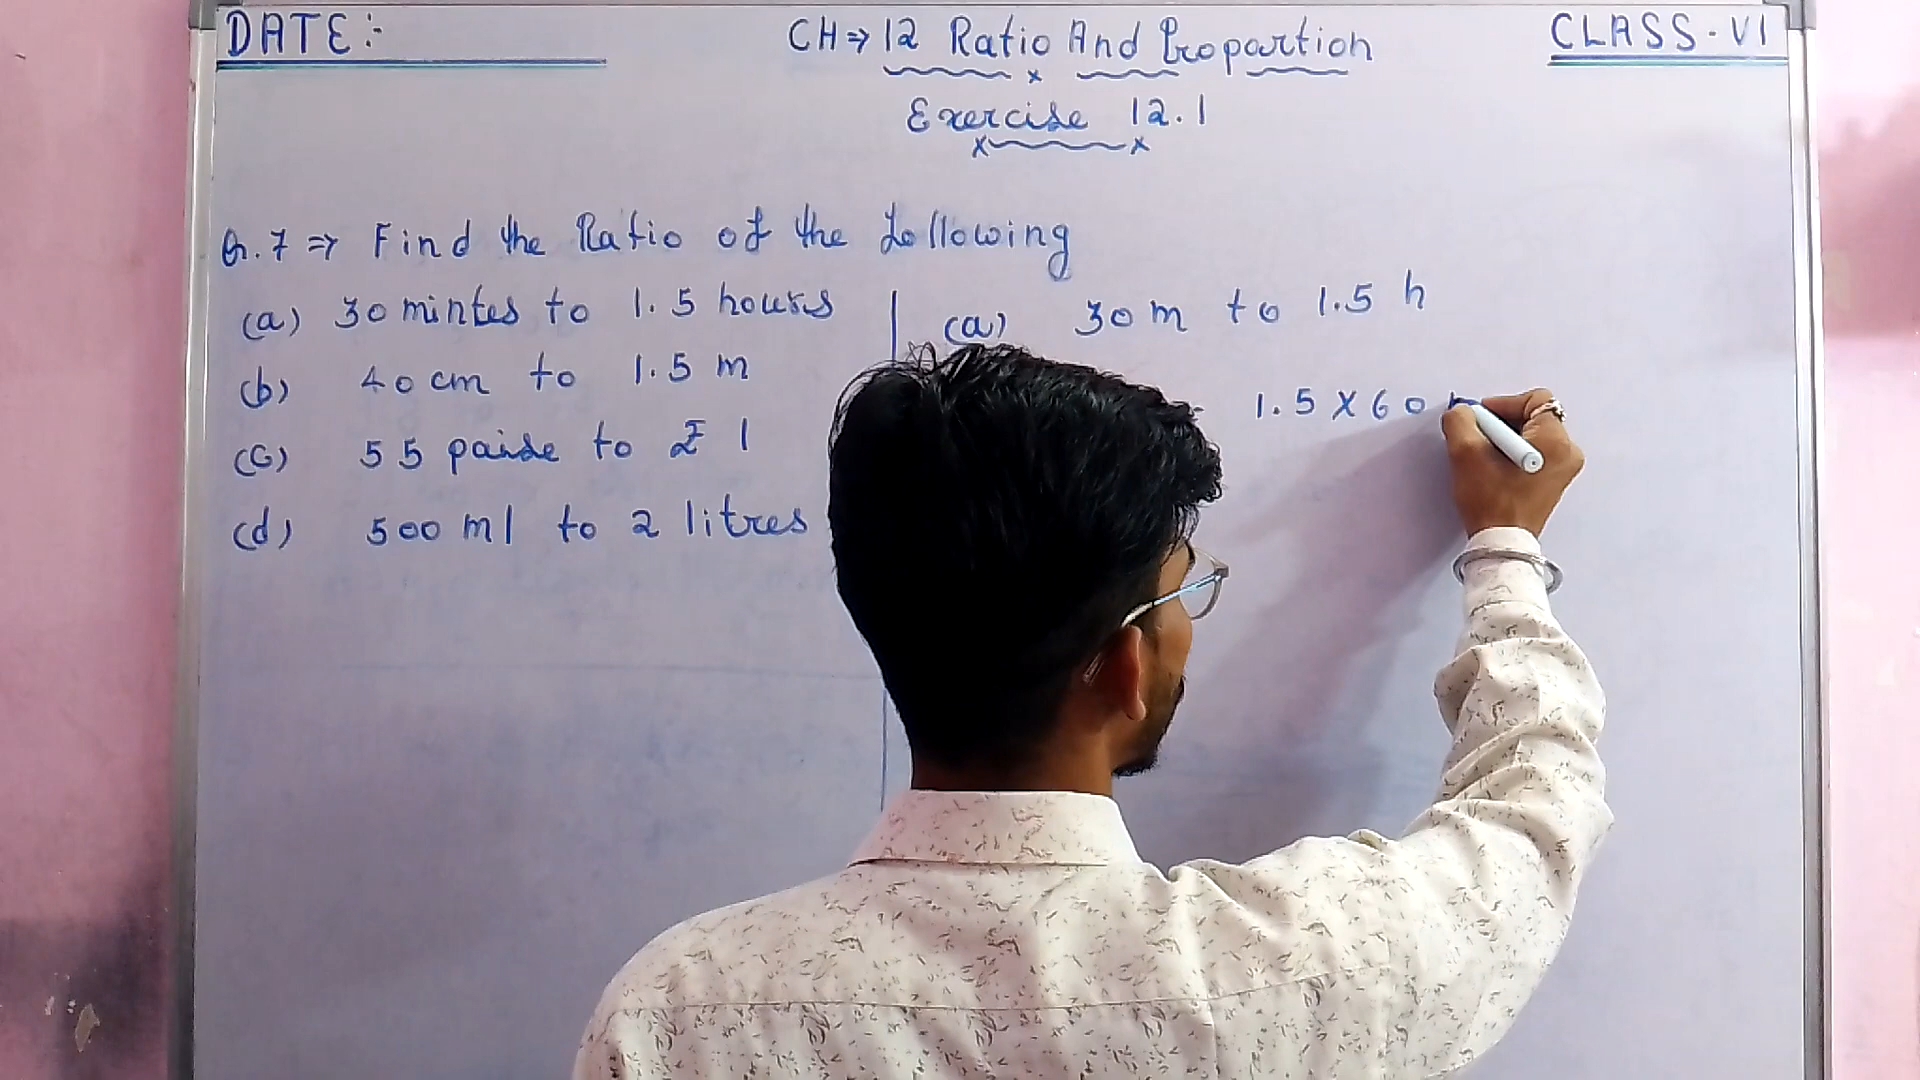 DATE:-
CH⇒12 Ratio And Proportion
CLASS-VI
Exercise 12.1
Q.7 ⇒ Find the Ratio of the following
(a) 30 mintes to 1.5 hours
(b) 40 cm to 1.5 m
(c) 55 paise to ₹ 1
(d) 500 ml to 2 litres
(a) 30 m to 1.5 h
1.5 × 60